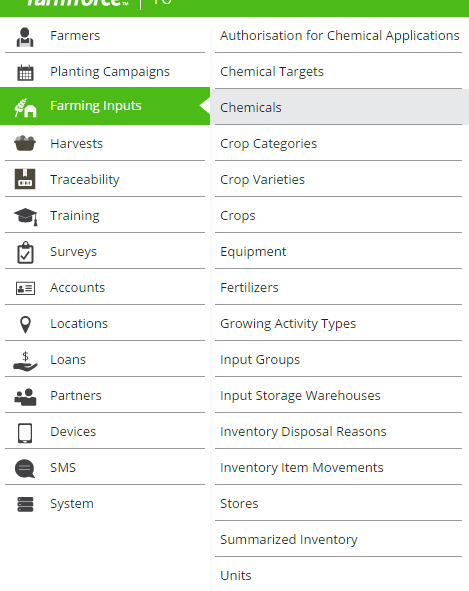 farmforce™
Farmers
Planting Campaigns
Farming Inputs
Harvests
Traceability
Training
Surveys
Accounts
Locations
Loans
Partners
Devices
SMS
System
Authorisation for Chemical Applications
Chemical Targets
Chemicals
Crop Categories
Crop Varieties
Crops
Equipment
Fertilizers
Growing Activity Types
Input Groups
Input Storage Warehouses
Inventory Disposal Reasons
Inventory Item Movements
Stores
Summarized Inventory
Units